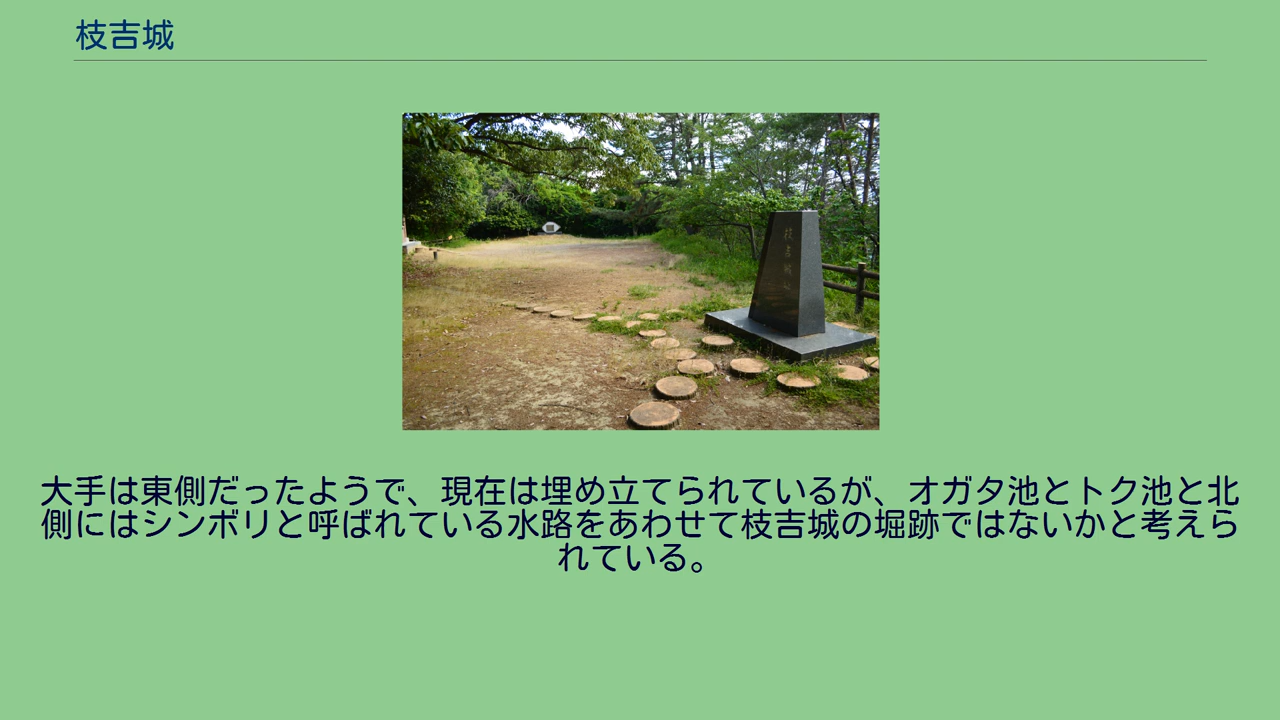 枝吉城
枝吉城址
大手は東側だったようで、現在は埋め立てられているが、オガタ池とトク池と北
側にはシンボリと呼ばれている水路をあわせて枝吉城の堀跡ではないかと考えら
れている。